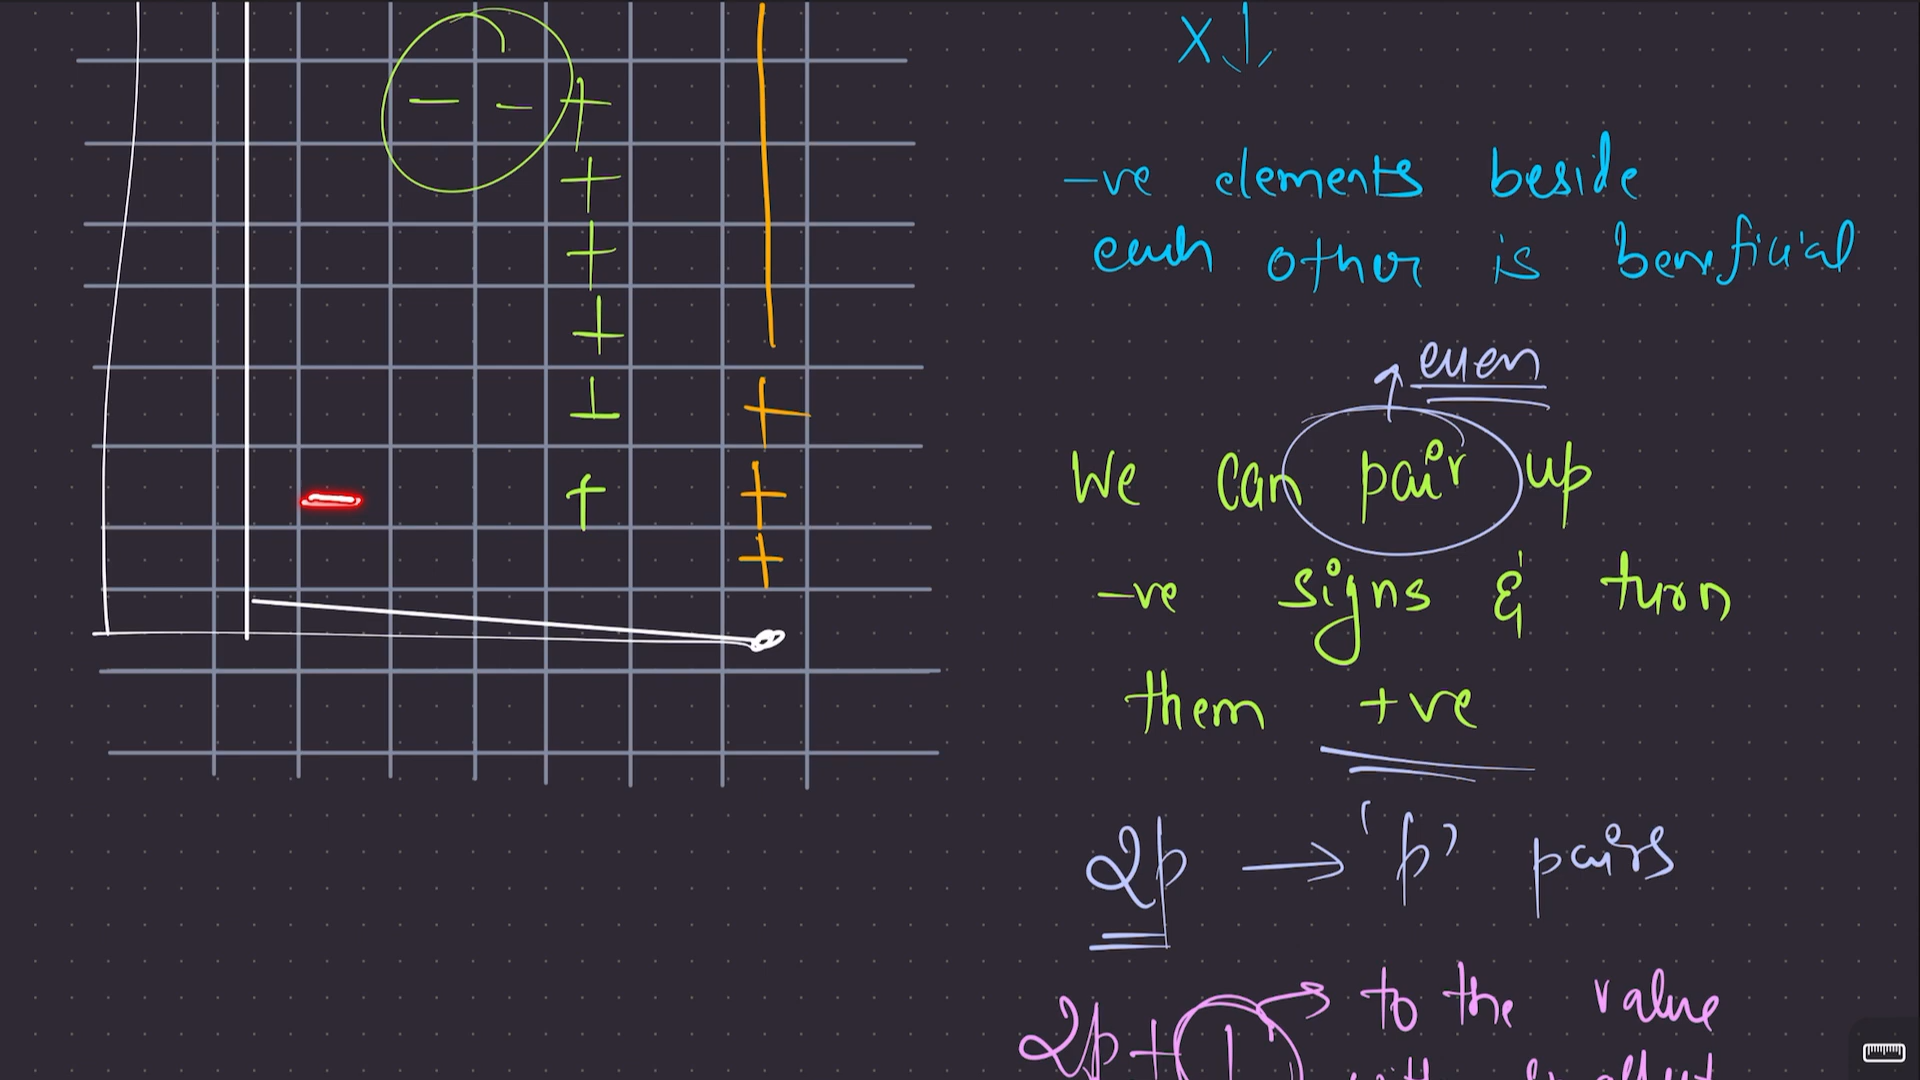 X ↓
-ve elements beside
each other is beneficial
even
We can pair up
-ve signs & turn
them +ve
2p → 'p' pairs
2p + 1 → to the value